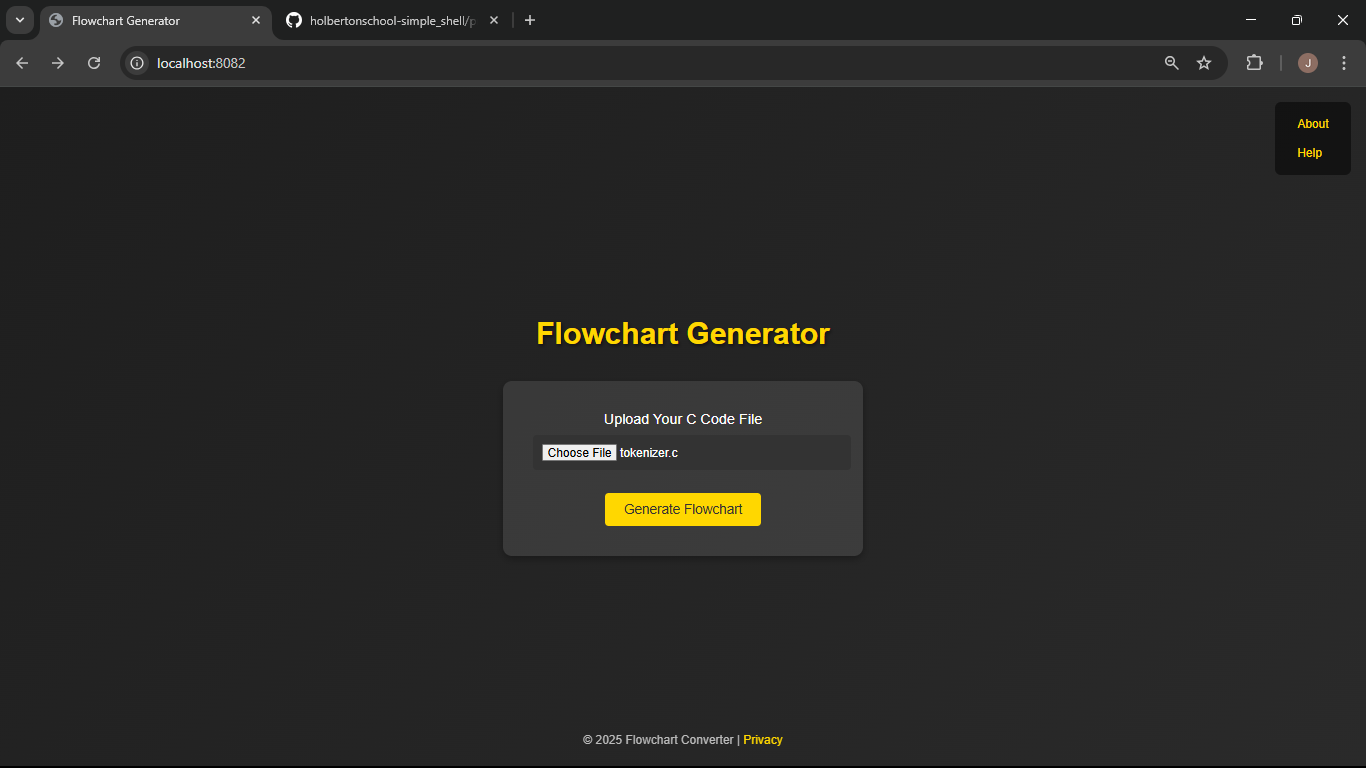 Flowchart Generator
holbertonschool-simple_shell/p
localhost:8082
J
About
Help
Flowchart Generator
Upload Your C Code File
Choose File tokenizer.c
Generate Flowchart
© 2025 Flowchart Converter | Privacy